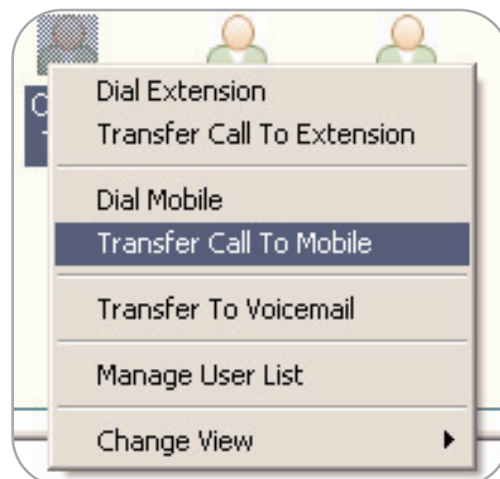 Dial Extension
Transfer Call To Extension
Dial Mobile
Transfer Call To Mobile
Transfer To Voicemail
Manage User List
Change View